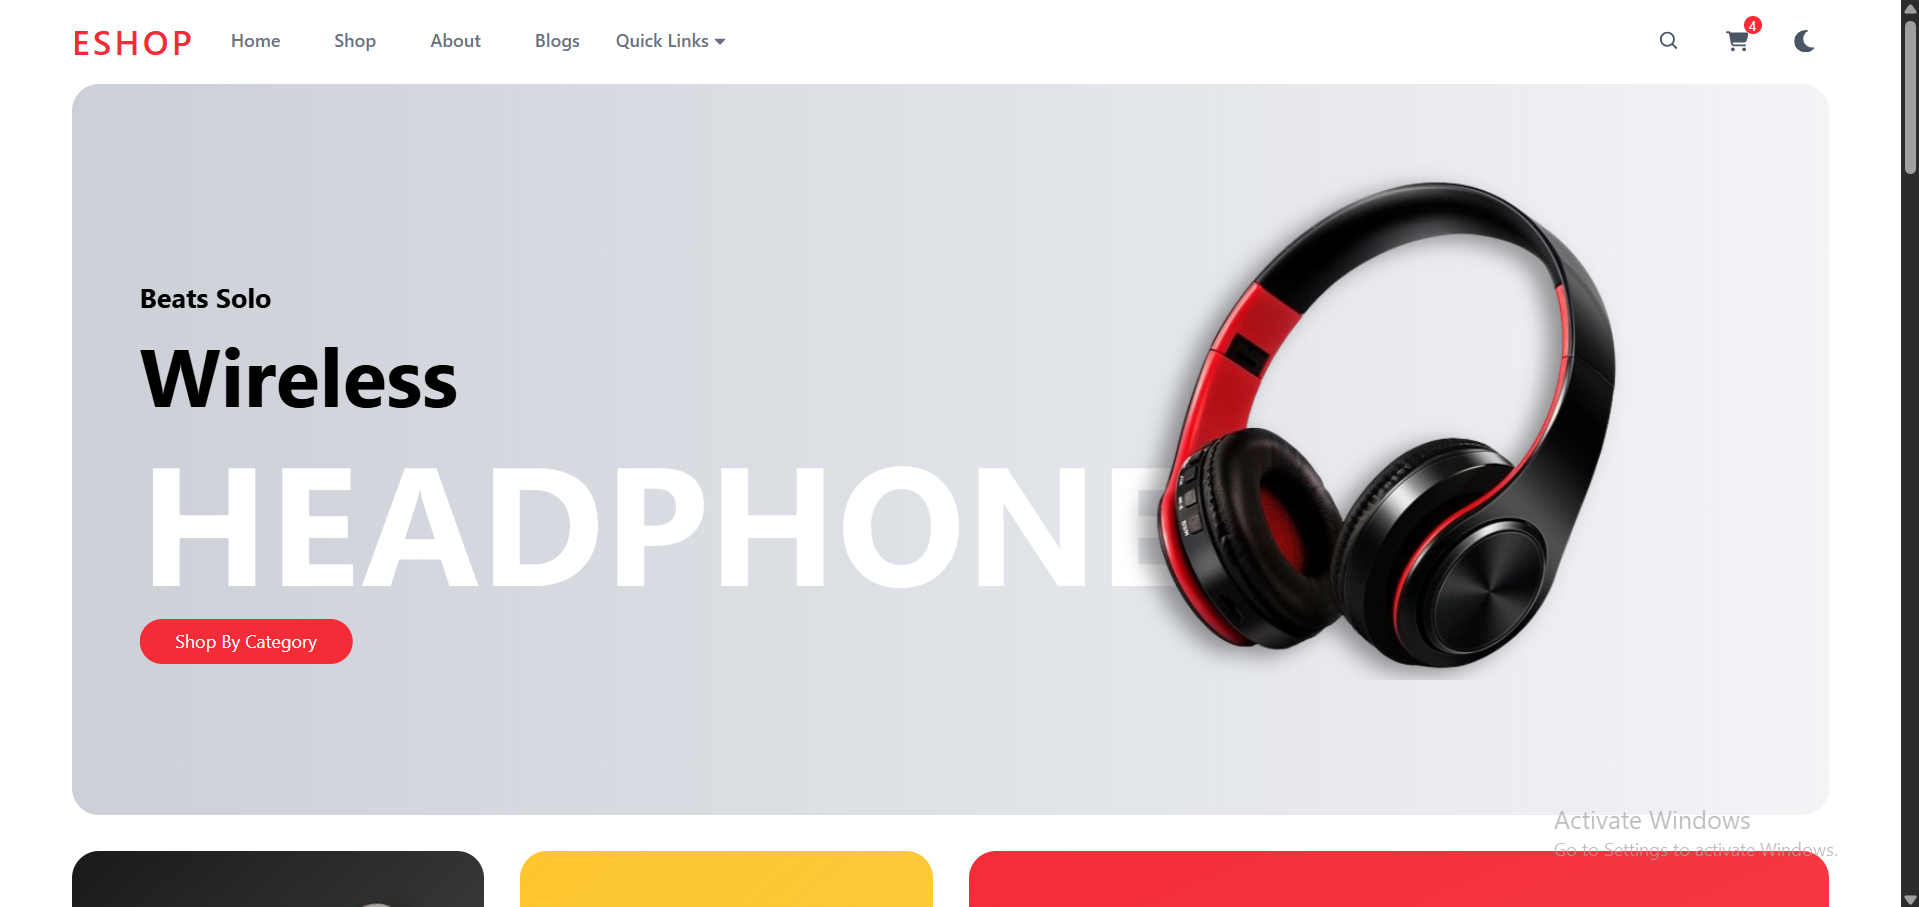 ESHOP Home Shop About Blogs Quick Links 4
Beats Solo
Wireless
HEADPHONE
Shop By Category
Activate Windows
Go to Settings to activate Windows.